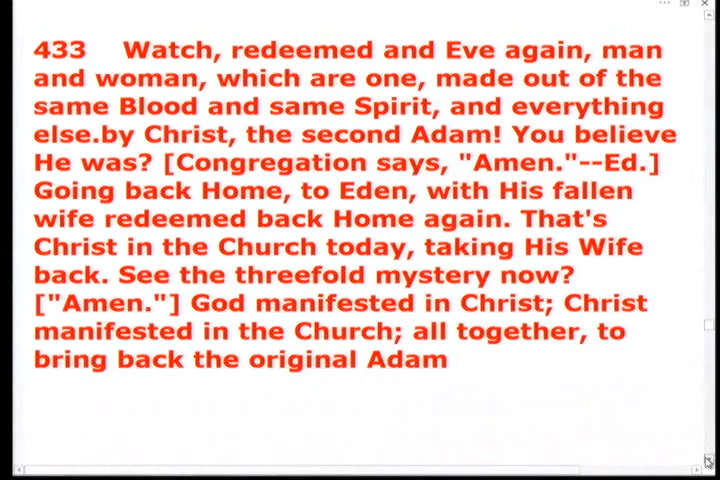 433 Watch, redeemed and Eve again, man
and woman, which are one, made out of the
same Blood and same Spirit, and everything
else.by Christ, the second Adam! You believe
He was? [Congregation says, "Amen."--Ed.]
Going back Home, to Eden, with His fallen
wife redeemed back Home again. That's
Christ in the Church today, taking His Wife
back. See the threefold mystery now?
["Amen."] God manifested in Christ; Christ
manifested in the Church; all together, to
bring back the original Adam